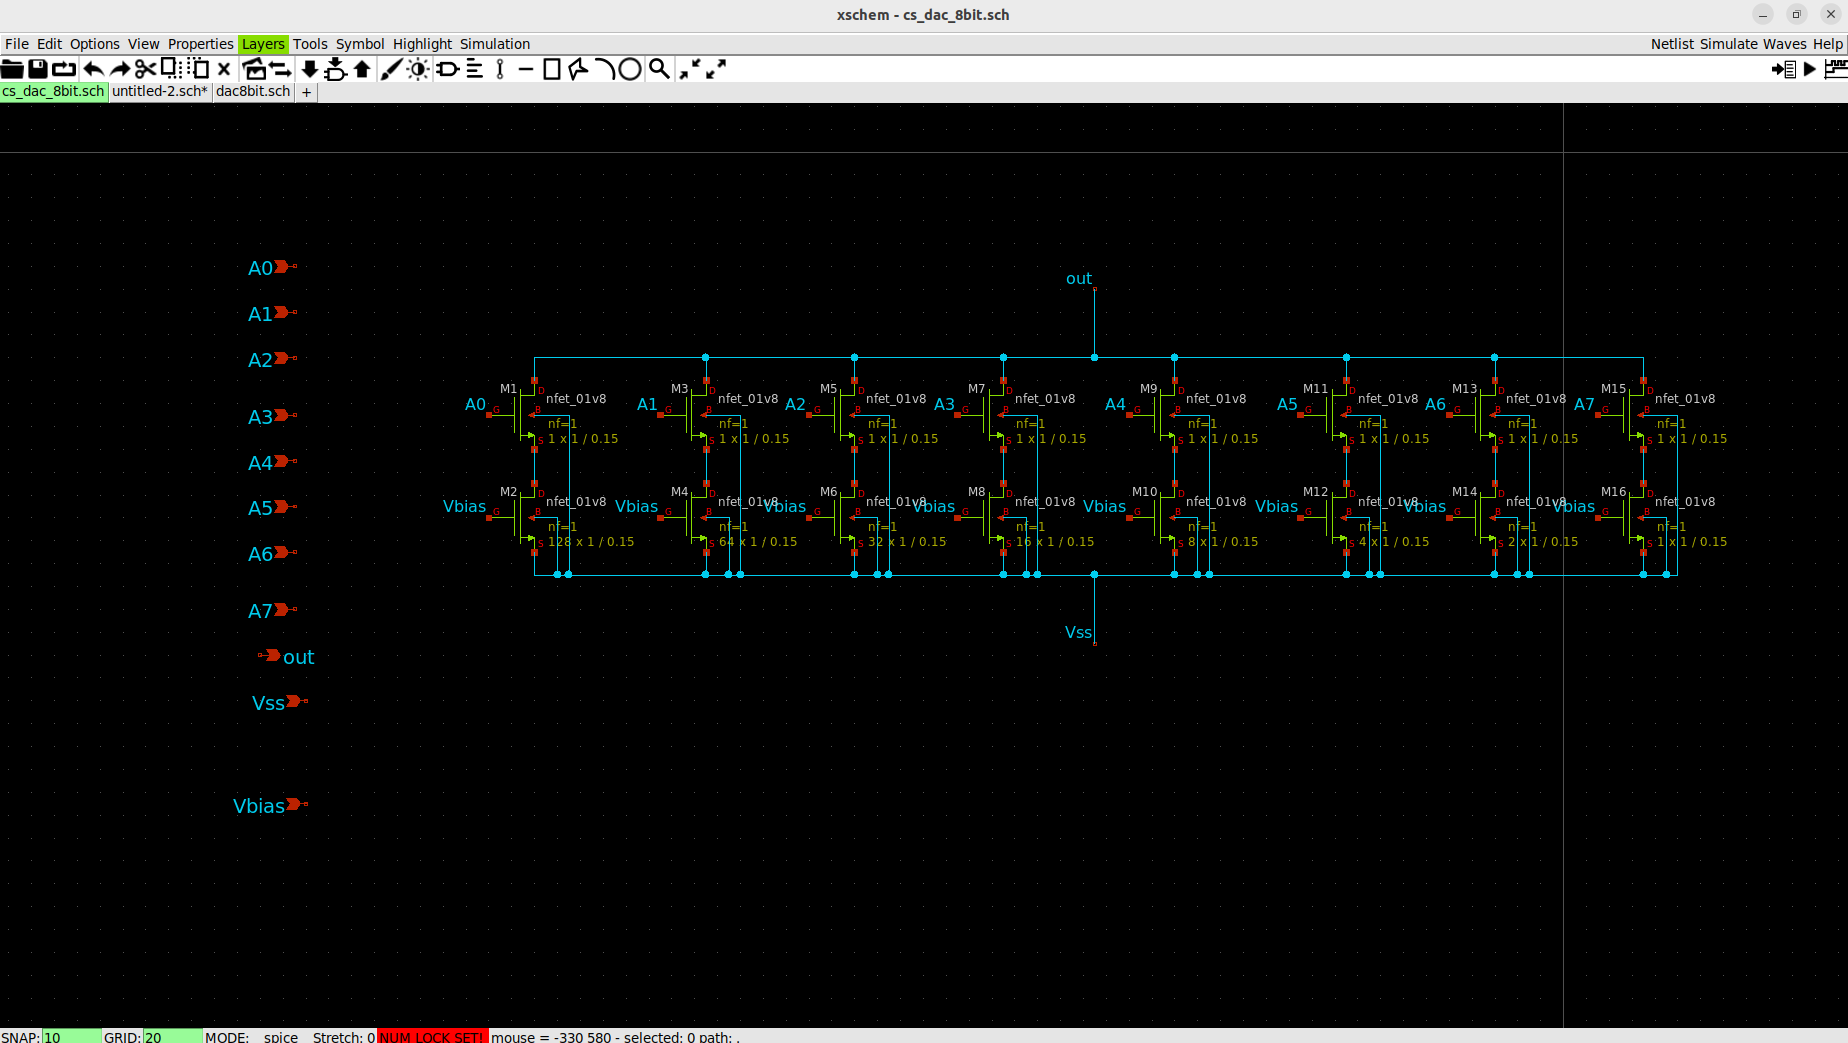 xschem - cs_dac_8bit.sch
File Edit Options View Properties Layers Tools Symbol Highlight Simulation Netlist Simulate Waves Help
cs_dac_8bit.sch untitled-2.sch* dac8bit.sch +
A0
A1
A2
A3
A4
A5
A6
A7
out
Vss
Vbias
out
M1 D M3 D M5 D M7 D M9 D M11 D M13 D M15 D
nfet_01v8 nfet_01v8 nfet_01v8 nfet_01v8 nfet_01v8 nfet_01v8 nfet_01v8 nfet_01v8
A0 G B A1 G B A2 G B A3 G B A4 G B A5 G B A6 G B A7 G B
nf=1 nf=1 nf=1 nf=1 nf=1 nf=1 nf=1 nf=1
S 1 x 1 / 0.15 S 1 x 1 / 0.15 S 1 x 1 / 0.15 S 1 x 1 / 0.15 S 1 x 1 / 0.15 S 1 x 1 / 0.15 S 1 x 1 / 0.15 S 1 x 1 / 0.15
M2 D M4 D M6 D M8 D M10 D M12 D M14 D M16 D
nfet_01v8 nfet_01v8 nfet_01v8 nfet_01v8 nfet_01v8 nfet_01v8 nfet_01v8 nfet_01v8
Vbias G B Vbias G B Vbias G B Vbias G B Vbias G B Vbias G B Vbias G B Vbias G B
nf=1 nf=1 nf=1 nf=1 nf=1 nf=1 nf=1 nf=1
S 128 x 1 / 0.15 S 64 x 1 / 0.15 S 32 x 1 / 0.15 S 16 x 1 / 0.15 S 8 x 1 / 0.15 S 4 x 1 / 0.15 S 2 x 1 / 0.15 S 1 x 1 / 0.15
Vss
SNAP: 10 GRID: 20 MODE: spice Stretch: 0 NUM LOCK SET! mouse = -330 580 - selected: 0 path: .